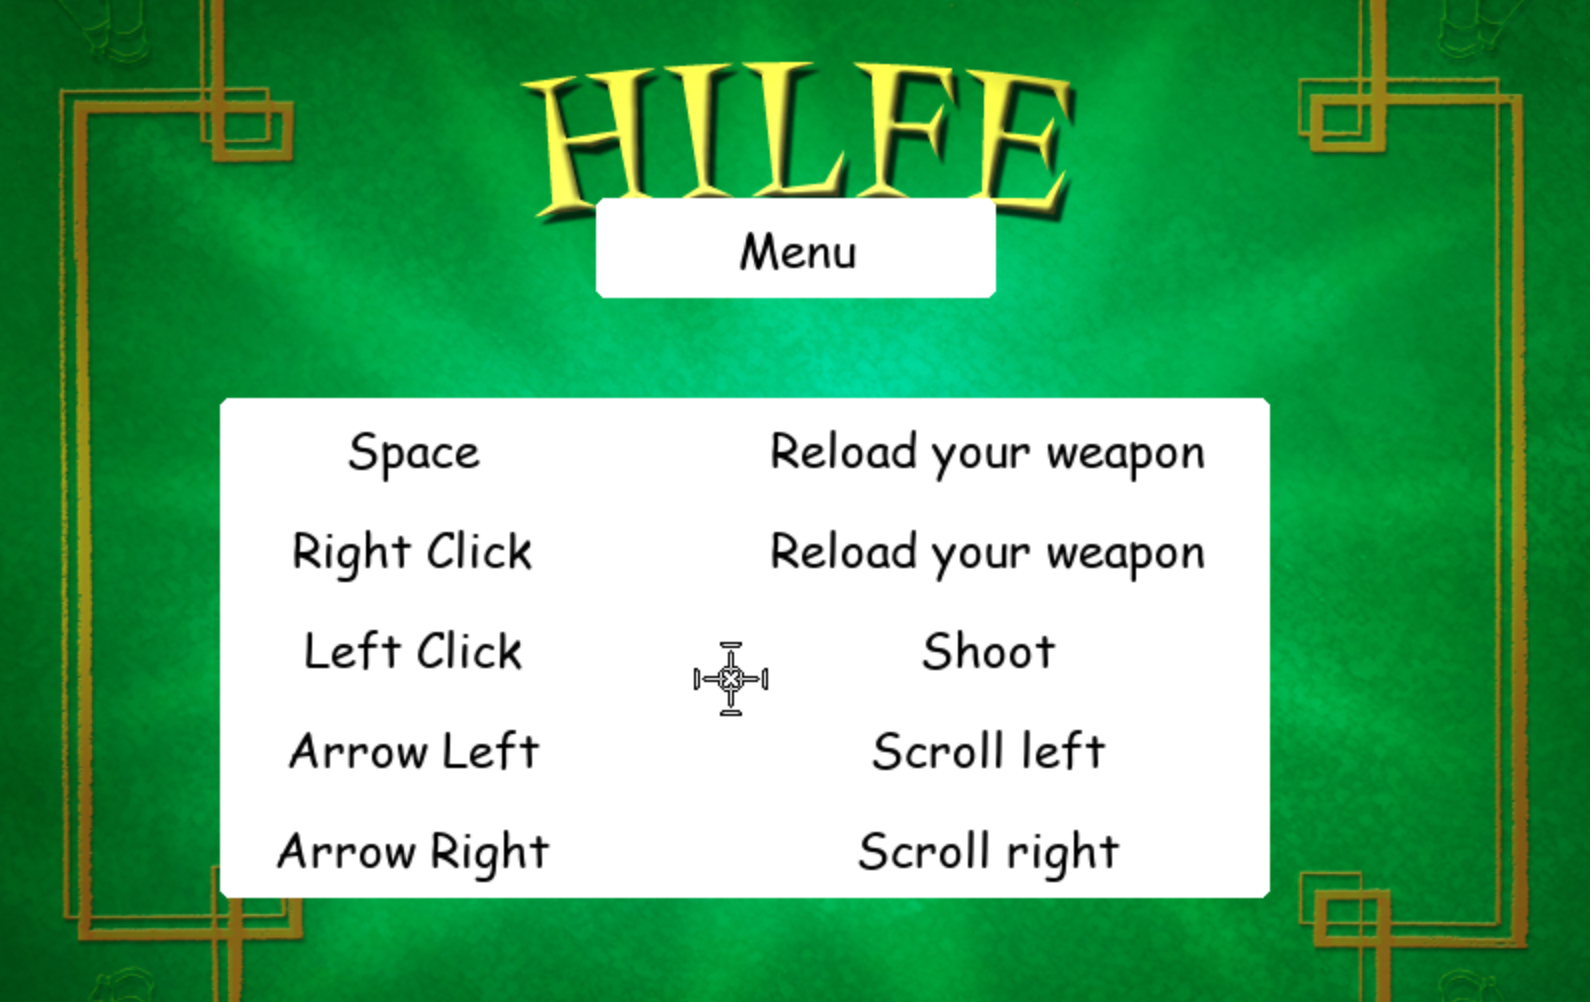 HILFE
Menu
Space Reload your weapon
Right Click Reload your weapon
Left Click Shoot
Arrow Left Scroll left
Arrow Right Scroll right